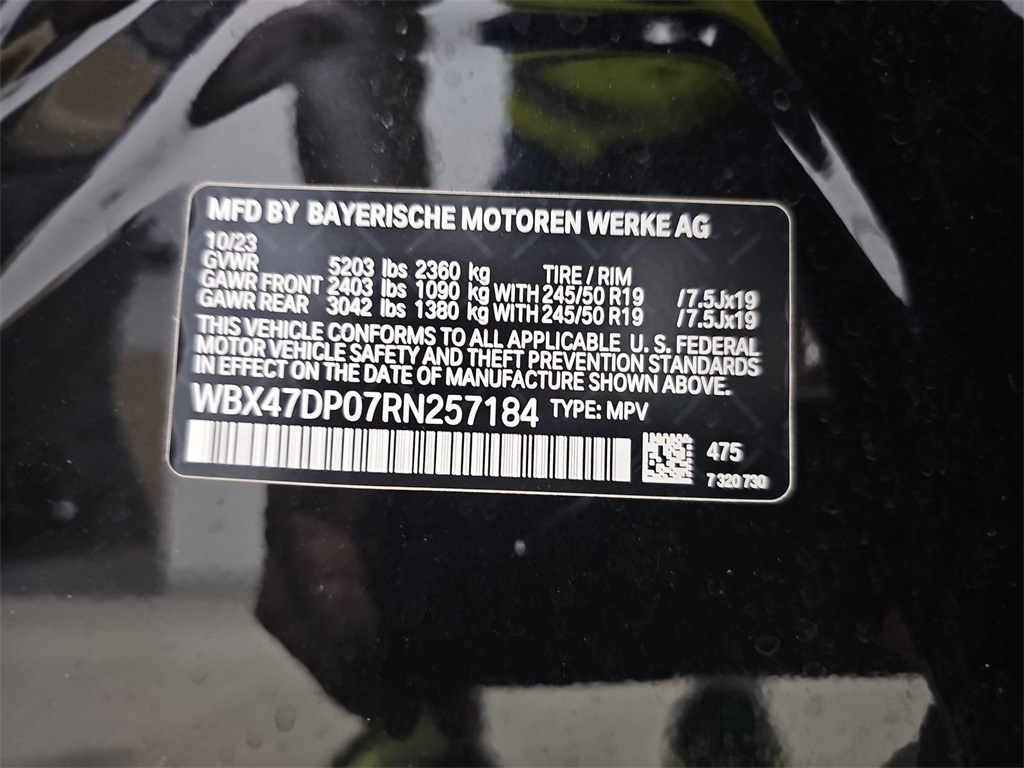 MFD BY BAYERISCHE MOTOREN WERKE AG
10/23
GVWR 5203 lbs 2360 kg TIRE / RIM
GAWR FRONT 2403 lbs 1090 kg WITH 245/50 R19 /7.5Jx19
GAWR REAR 3042 lbs 1380 kg WITH 245/50 R19 /7.5Jx19
THIS VEHICLE CONFORMS TO ALL APPLICABLE U. S. FEDERAL
MOTOR VEHICLE SAFETY AND THEFT PREVENTION STANDARDS
IN EFFECT ON THE DATE OF MANUFACTURE SHOWN ABOVE.
WBX47DP07RN257184 TYPE: MPV
475
7 320 730